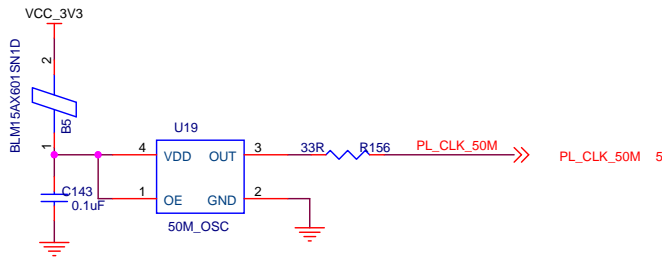 VCC_3V3
BLM15AX601SN1D
2
B5
1
U19
4 VDD OUT 3
33R R156 PL_CLK_50M PL_CLK_50M 5
C143
0.1uF
1 OE GND 2
50M_OSC